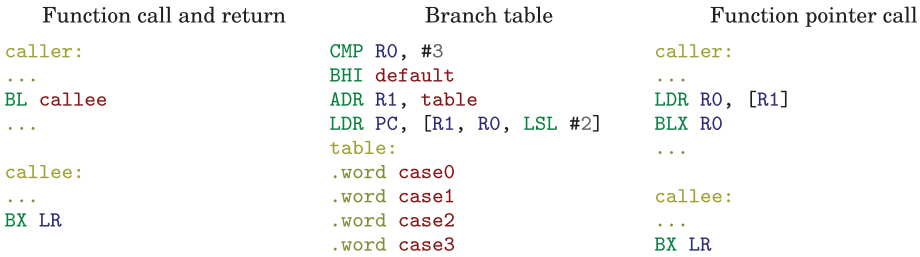 Function call and return
caller:
...
BL callee
...
callee:
...
BX LR
Branch table
CMP R0, #3
BHI default
ADR R1, table
LDR PC, [R1, R0, LSL #2]
table:
.word case0
.word case1
.word case2
.word case3
Function pointer call
caller:
...
LDR R0, [R1]
BLX R0
...
callee:
...
BX LR